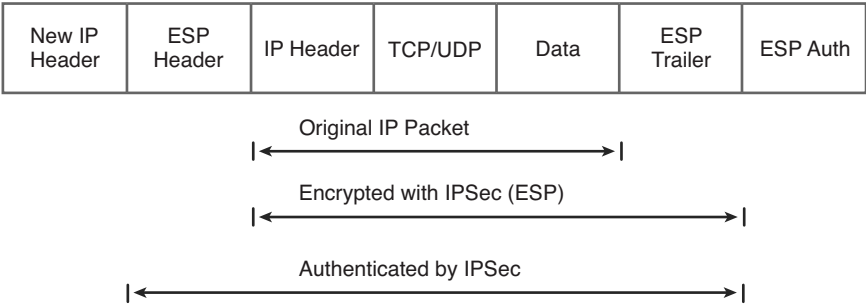 New IP
Header
ESP
Header
IP Header
TCP/UDP
Data
ESP
Trailer
ESP Auth
Original IP Packet
Encrypted with IPSec (ESP)
Authenticated by IPSec